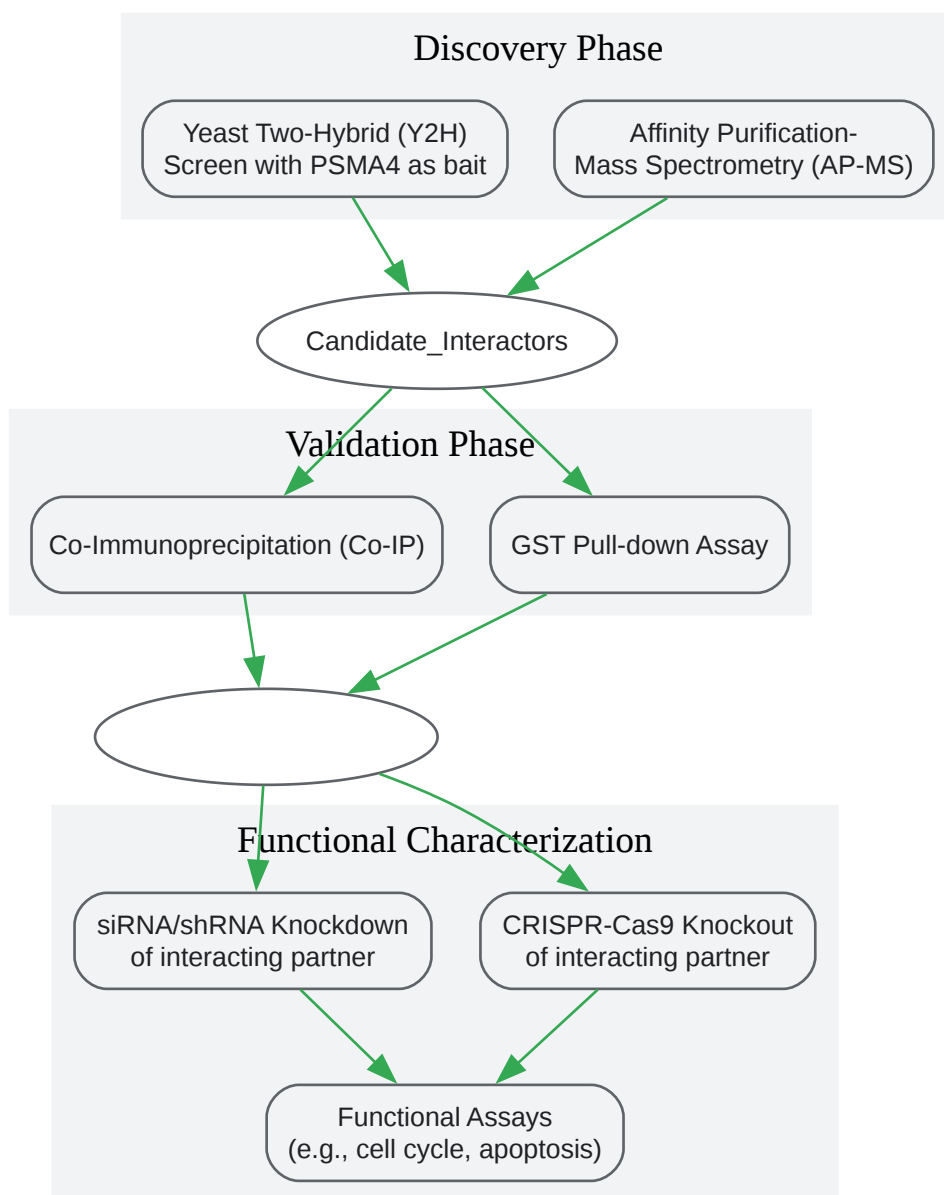 Discovery Phase
Yeast Two-Hybrid (Y2H)
Screen with PSMA4 as bait
Affinity Purification-
Mass Spectrometry (AP-MS)
Candidate_Interactors
Validation Phase
Co-Immunoprecipitation (Co-IP)
GST Pull-down Assay
Functional Characterization
siRNA/shRNA Knockdown
of interacting partner
CRISPR-Cas9 Knockout
of interacting partner
Functional Assays
(e.g., cell cycle, apoptosis)